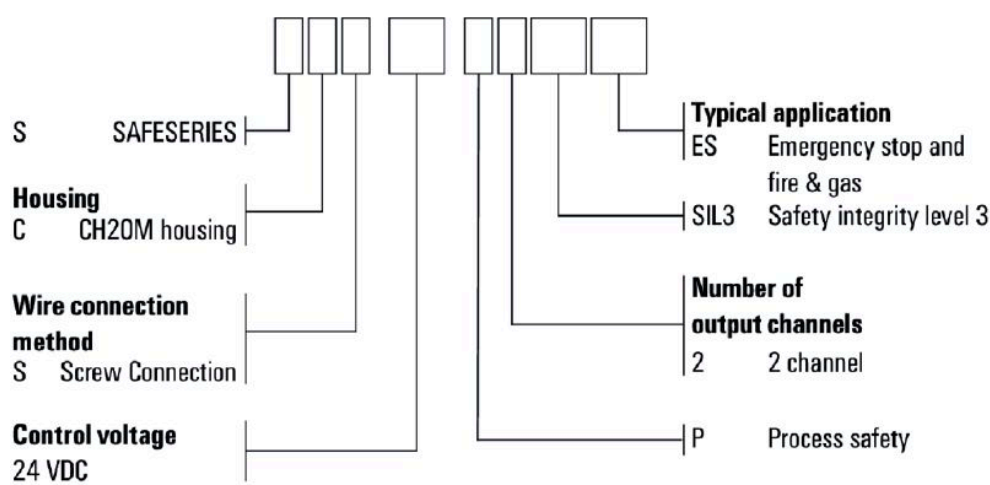 S SAFESERIES
Housing
C CH20M housing
Wire connection
method
S Screw Connection
Control voltage
24 VDC
Typical application
ES Emergency stop and
fire & gas
SIL3 Safety integrity level 3
Number of
output channels
2 2 channel
P Process safety